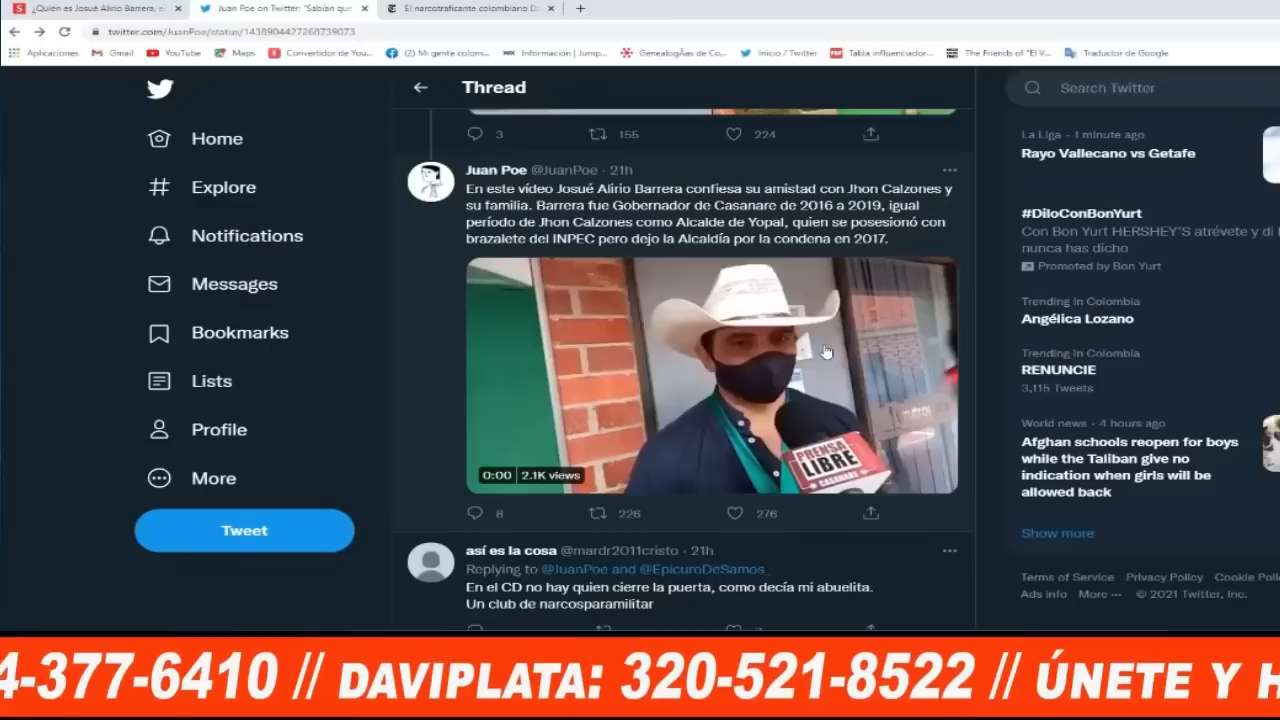 ¿Quién es Josué Alirio Barrera, e
Juan Poe on Twitter: "Sabían que
El narcotraficante colombiano D
twitter.com/JuanPoe/status/1438904427268739073
Aplicaciones
Gmail
YouTube
Maps
Convertidor de You...
(2) Mi gente colom...
Información | Jump...
GenealogÃas de Co...
Inicio / Twitter
Tabla influenciador...
The Friends of "El V...
Traductor de Google
Home
Explore
Notifications
Messages
Bookmarks
Lists
Profile
More
Tweet
Thread
3
155
224
Juan Poe @JuanPoe · 21h
En este vídeo Josué Alirio Barrera confiesa su amistad con Jhon Calzones y
su familia. Barrera fue Gobernador de Casanare de 2016 a 2019, igual
período de Jhon Calzones como Alcalde de Yopal, quien se posesionó con
brazalete del INPEC pero dejo la Alcaldía por la condena en 2017.
PRENSA
LIBRE
CASANARE
0:00 2.1K views
8
226
276
así es la cosa @mardr2011cristo · 21h
Replying to @JuanPoe and @EpicuroDeSamos_
En el CD no hay quien cierre la puerta, como decía mi abuelita.
Un club de narcosparamilitar
Search Twitter
La Liga · 1 minute ago
Rayo Vallecano vs Getafe
#DiloConBonYurt
Con Bon Yurt HERSHEY'S atrévete y di l
nunca has dicho
Promoted by Bon Yurt
Trending in Colombia
Angélica Lozano
Trending in Colombia
RENUNCIE
3,115 Tweets
World news · 4 hours ago
Afghan schools reopen for boys
while the Taliban give no
indication when girls will be
allowed back
Show more
Terms of Service Privacy Policy Cookie Poli
Ads info More ··· © 2021 Twitter, Inc.
4-377-6410 // DAVIPLATA: 320-521-8522 // ÚNETE Y H